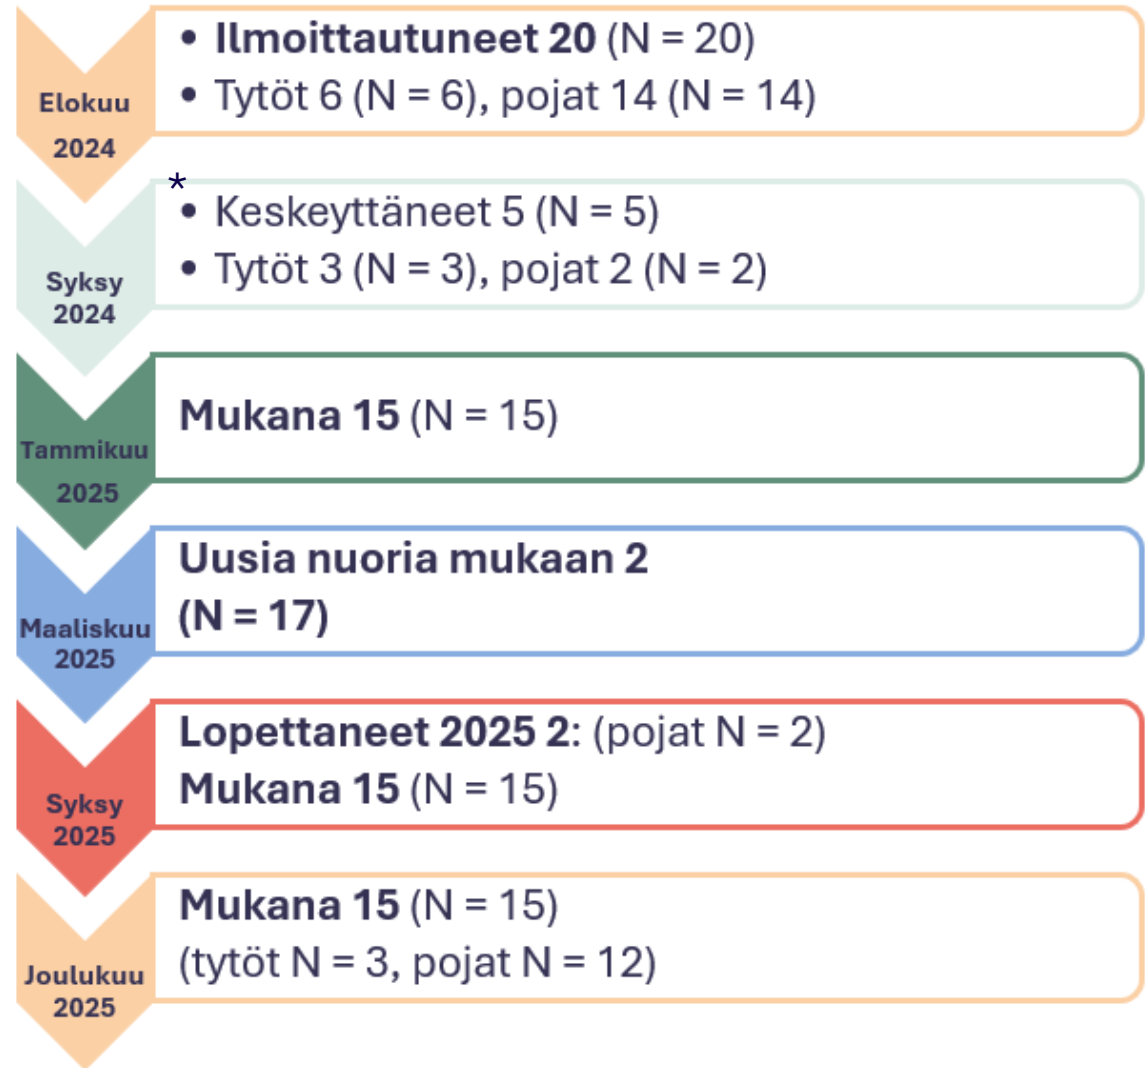 Elokuu
2024
• Ilmoittautuneet 20 (N = 20)
• Tytöt 6 (N = 6), pojat 14 (N = 14)
Syksy
2024
*
• Keskeyttäneet 5 (N = 5)
• Tytöt 3 (N = 3), pojat 2 (N = 2)
Tammikuu
2025
Mukana 15 (N = 15)
Maaliskuu
2025
Uusia nuoria mukaan 2
(N = 17)
Syksy
2025
Lopettaneet 2025 2: (pojat N = 2)
Mukana 15 (N = 15)
Joulukuu
2025
Mukana 15 (N = 15)
(tytöt N = 3, pojat N = 12)